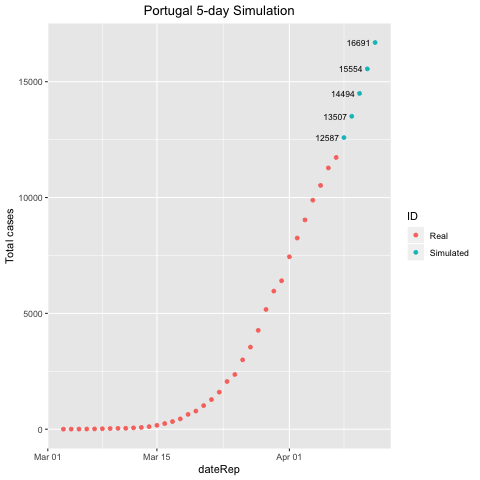 Portugal 5-day Simulation
16691
15554
14494
13507
12587
15000
10000
5000
0
Total cases
Mar 01
Mar 15
Apr 01
dateRep
ID
Real
Simulated